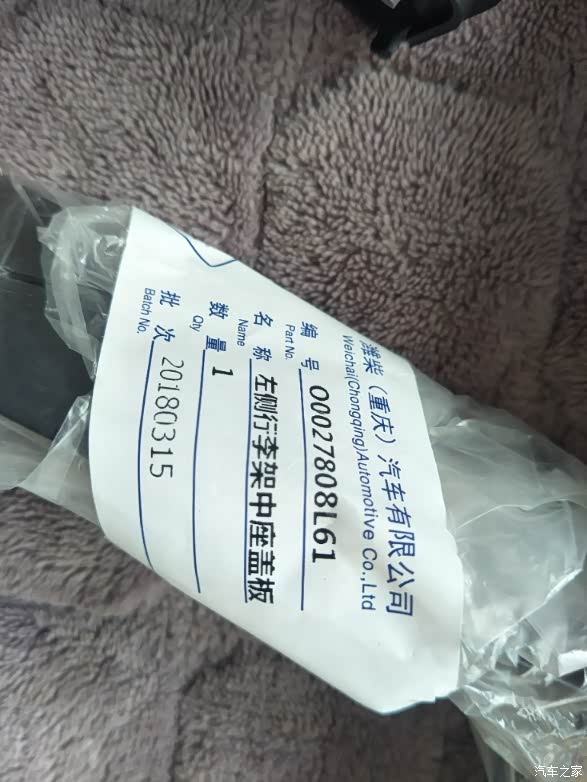 潍柴（重庆）汽车有限公司
Weichai(Chongqing)Automotive Co.,Ltd
编 号 O0027808L61
Part No.
名 称 左侧行李架中座盖板
Name
数 量 1
Qty
批 次 20180315
Batch No.
汽车之家